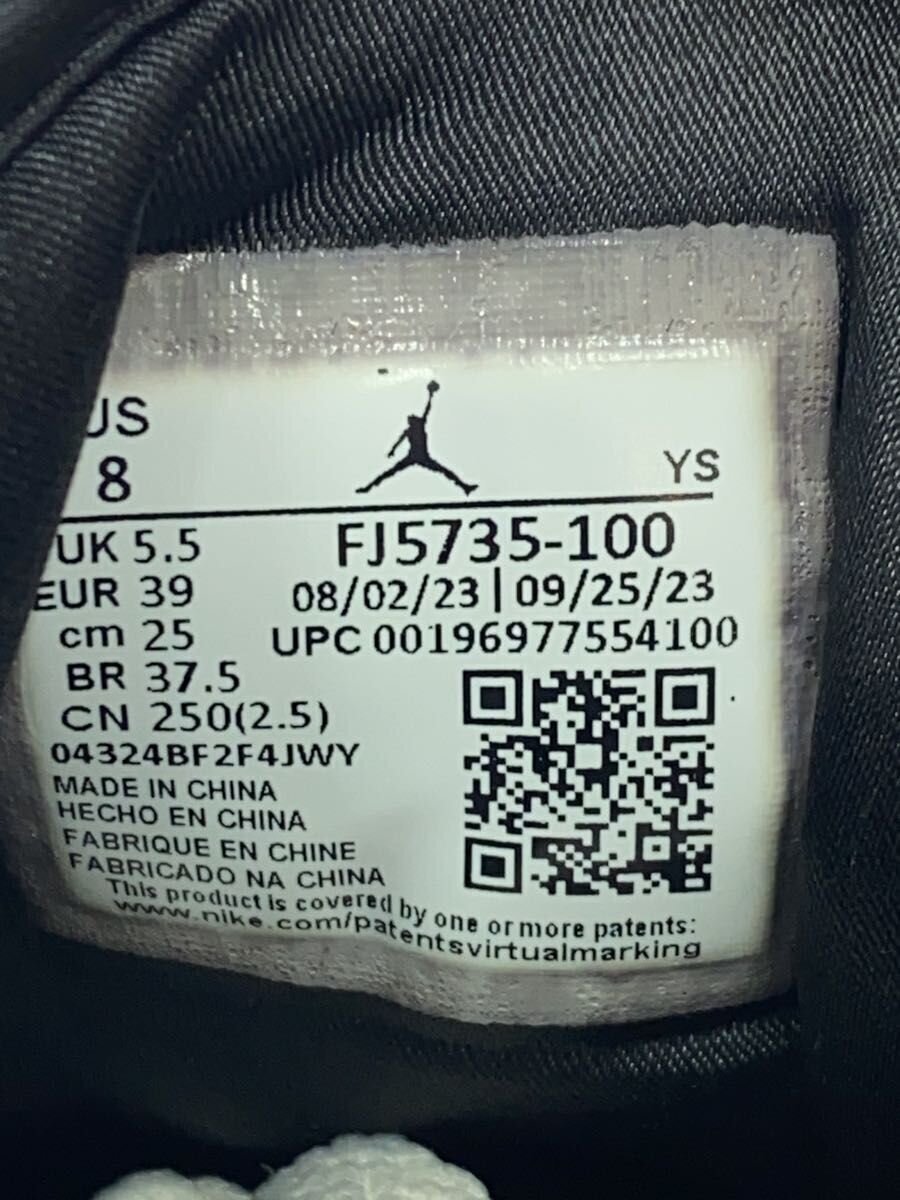 US
8
YS
UK 5.5
FJ5735-100
EUR 39
08/02/23 | 09/25/23
cm 25
UPC 00196977554100
BR 37.5
CN 250(2.5)
04324BF2F4JWY
MADE IN CHINA
HECHO EN CHINA
FABRIQUE EN CHINE
FABRICADO NA CHINA
This product is covered by one or more patents:
www.nike.com/patentsvirtualmarking